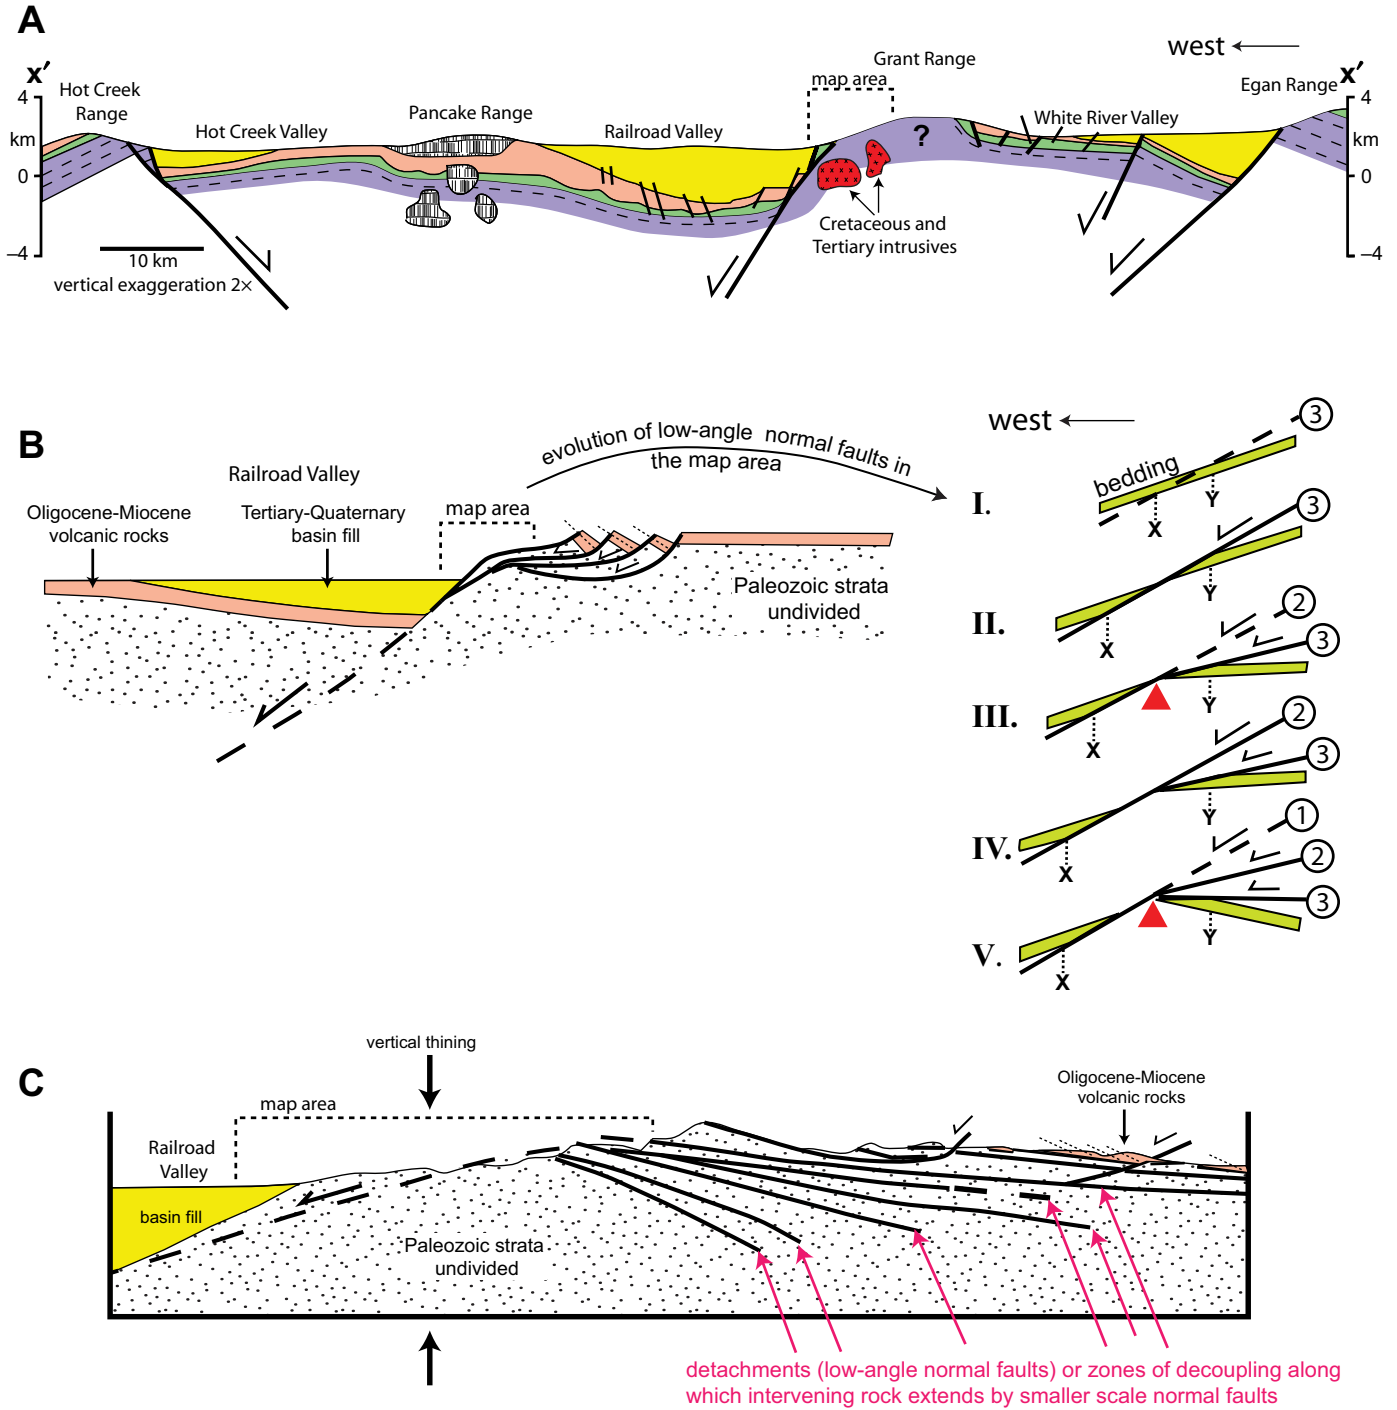 A
west
Grant Range
x′
x′
map area
Egan Range
4
Hot Creek
Range
4
Pancake Range
White River Valley
km
Hot Creek Valley
Railroad Valley
?
km
0
0
Cretaceous and
Tertiary intrusives
−4
10 km
−4
vertical exaggeration 2×
B
evolution of low-angle normal faults in
the map area
west
3
Railroad Valley
bedding
Oligocene-Miocene
volcanic rocks
Tertiary-Quaternary
basin fill
map area
I.
Y
X
3
Paleozoic strata
undivided
Y
II.
X
2
3
Y
III.
X
2
3
Y
IV.
X
1
2
3
Y
V.
X
C
vertical thining
map area
Oligocene-Miocene
volcanic rocks
Railroad
Valley
basin fill
Paleozoic strata
undivided
detachments (low-angle normal faults) or zones of decoupling along
which intervening rock extends by smaller scale normal faults